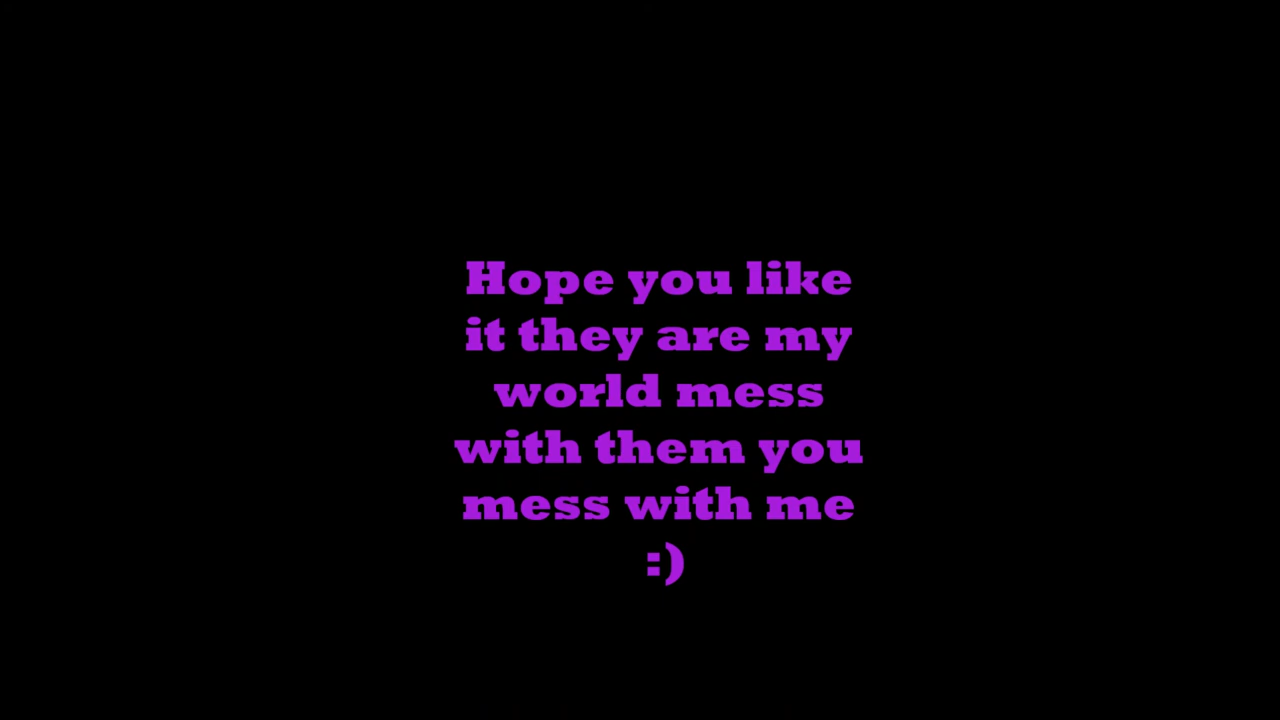 Hope you like
it they are my
world mess
with them you
mess with me
:)